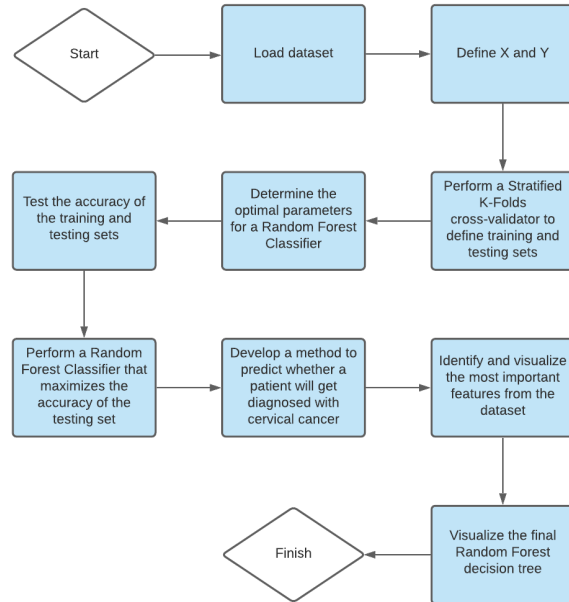 Start
Load dataset
Define X and Y
Perform a Stratified
K-Folds
cross-validator to
define training and
testing sets
Determine the
optimal parameters
for a Random Forest
Classifier
Test the accuracy of
the training and
testing sets
Perform a Random
Forest Classifier that
maximizes the
accuracy of the
testing set
Develop a method to
predict whether a
patient will get
diagnosed with
cervical cancer
Identify and visualize
the most important
features from the
dataset
Visualize the final
Random Forest
decision tree
Finish